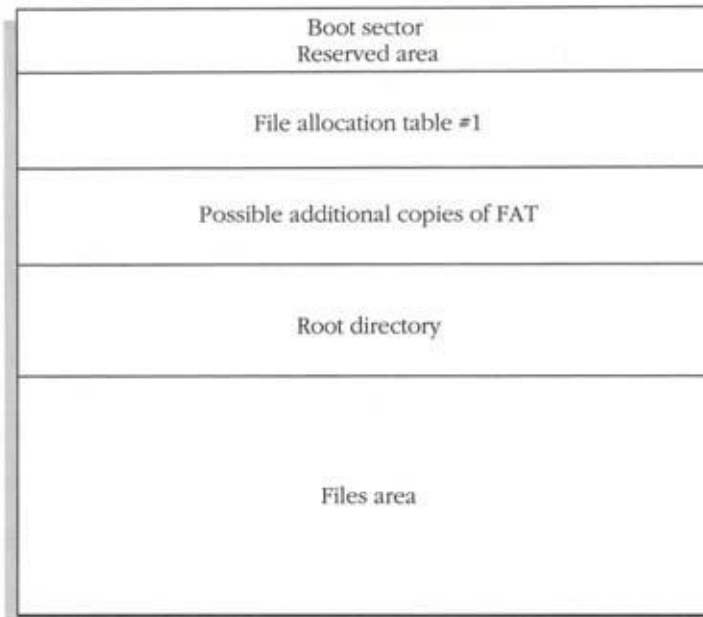 Boot sector
Reserved area
File allocation table #1
Possible additional copies of FAT
Root directory
Files area